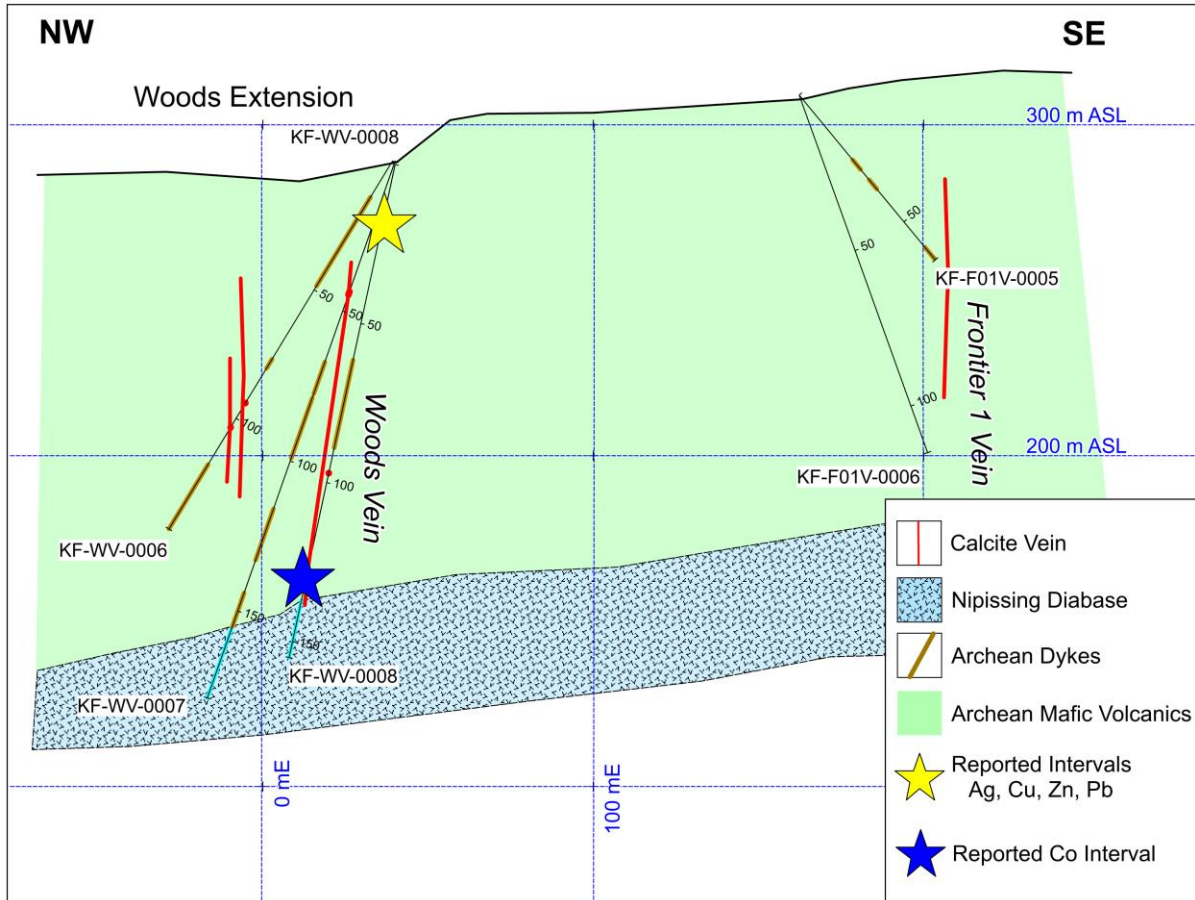 NW
SE
Woods Extension
KF-WV-0008
300 m ASL
50
50
50
50
50
KF-F01V-0005
Frontier 1 Vein
Woods Vein
100
100
100
100
200 m ASL
KF-F01V-0006
KF-WV-0006
150
150
KF-WV-0008
KF-WV-0007
0 mE
100 mE
Calcite Vein
Nipissing Diabase
Archean Dykes
Archean Mafic Volcanics
Reported Intervals
Ag, Cu, Zn, Pb
Reported Co Interval